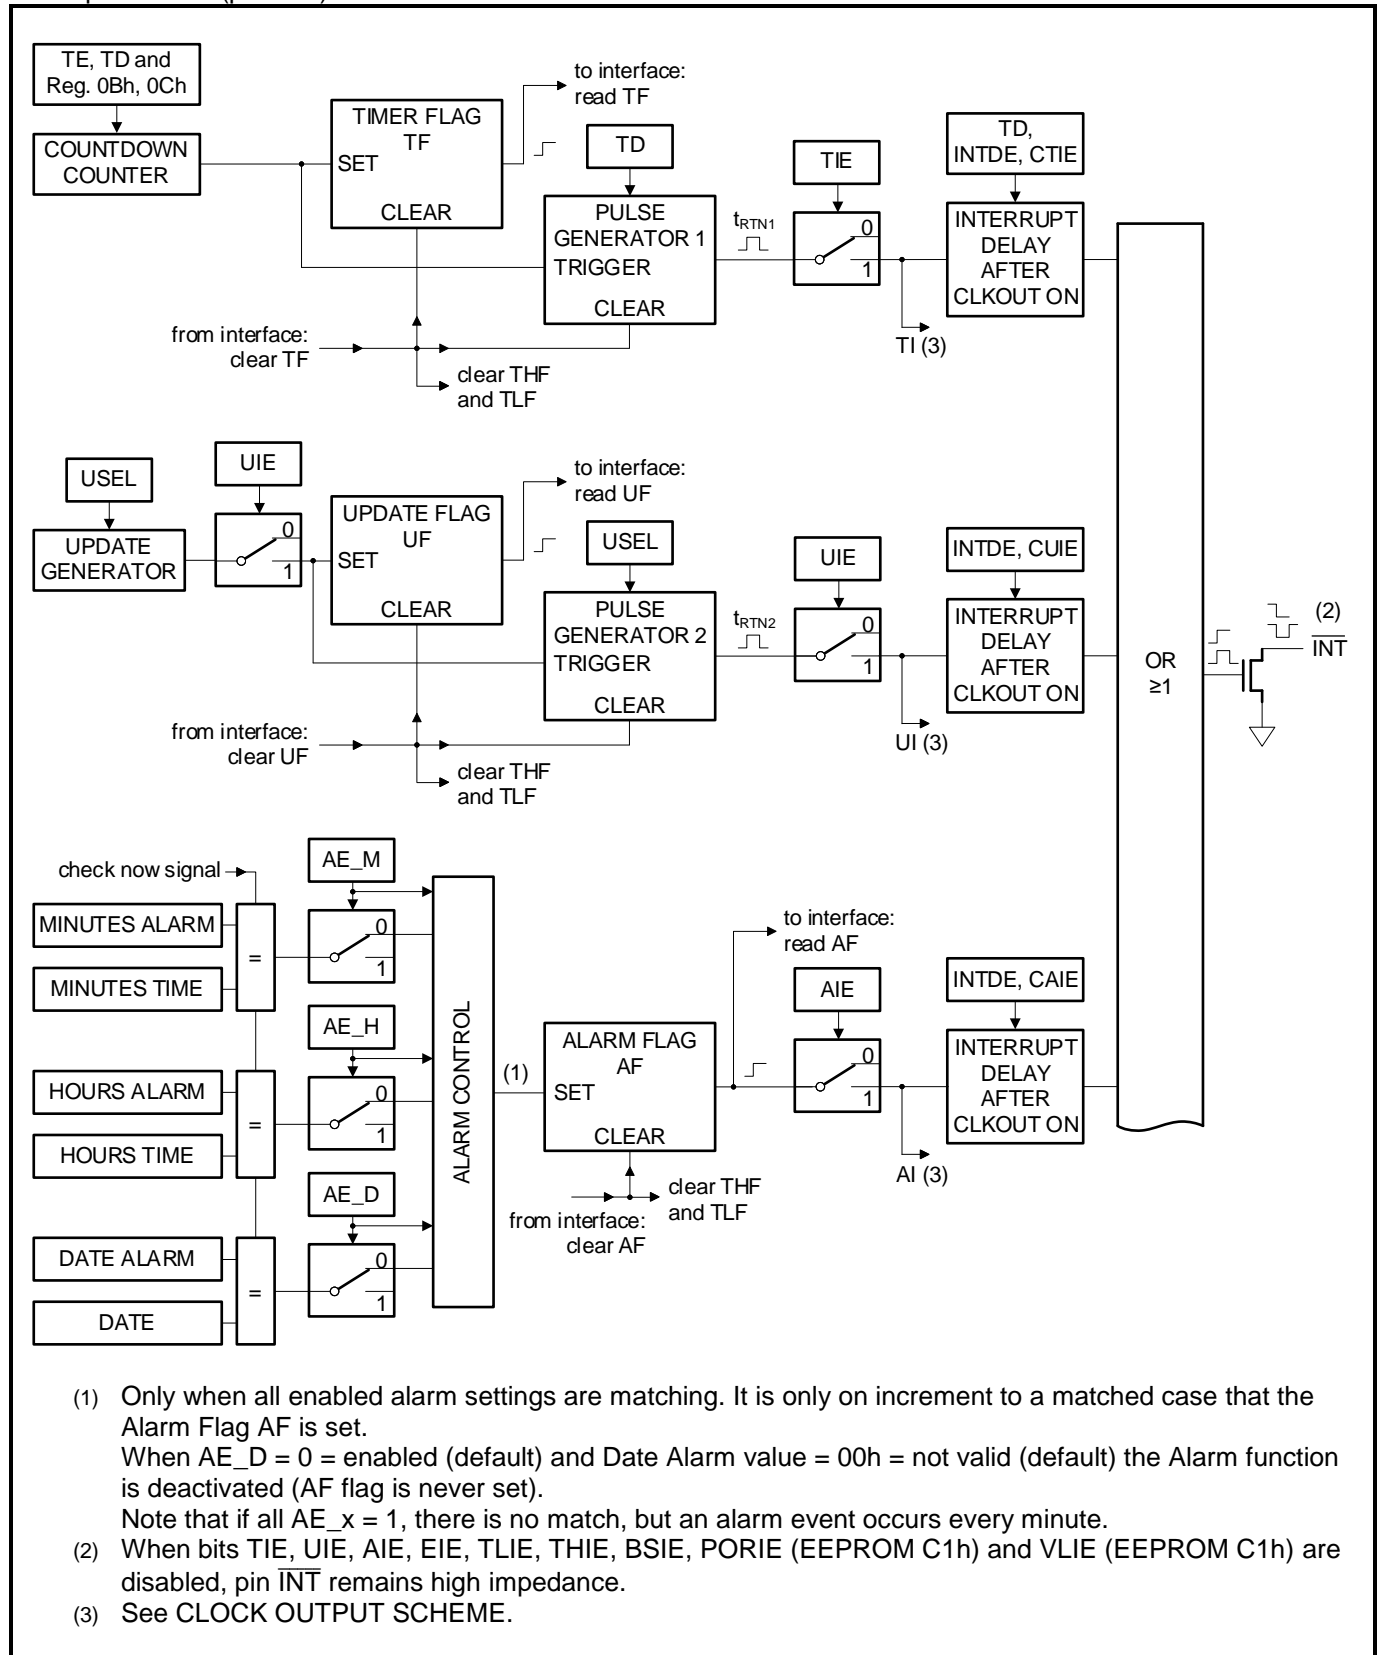 TE, TD and
Reg. 0Bh, 0Ch
COUNTDOWN
COUNTER
TIMER FLAG
TF
SET
CLEAR
to interface:
read TF
TD
PULSE
GENERATOR 1
TRIGGER
CLEAR
tRTN1
TIE
0
1
TD,
INTDE, CTIE
INTERRUPT
DELAY
AFTER
CLKOUT ON
TI (3)
from interface:
clear TF
clear THF
and TLF
USEL
UPDATE
GENERATOR
UIE
0
1
UPDATE FLAG
UF
SET
CLEAR
to interface:
read UF
USEL
PULSE
GENERATOR 2
TRIGGER
CLEAR
tRTN2
UIE
0
1
INTDE, CUIE
INTERRUPT
DELAY
AFTER
CLKOUT ON
UI (3)
from interface:
clear UF
clear THF
and TLF
OR
≥1
(2)
INT
check now signal
MINUTES ALARM
MINUTES TIME
=
AE_M
0
1
HOURS ALARM
HOURS TIME
=
AE_H
0
1
DATE ALARM
DATE
=
AE_D
0
1
ALARM CONTROL
(1)
ALARM FLAG
AF
SET
CLEAR
to interface:
read AF
AIE
0
1
INTDE, CAIE
INTERRUPT
DELAY
AFTER
CLKOUT ON
AI (3)
from interface:
clear AF
clear THF
and TLF
(1) Only when all enabled alarm settings are matching. It is only on increment to a matched case that the
Alarm Flag AF is set.
When AE_D = 0 = enabled (default) and Date Alarm value = 00h = not valid (default) the Alarm function
is deactivated (AF flag is never set).
Note that if all AE_x = 1, there is no match, but an alarm event occurs every minute.
(2) When bits TIE, UIE, AIE, EIE, TLIE, THIE, BSIE, PORIE (EEPROM C1h) and VLIE (EEPROM C1h) are
disabled, pin INT remains high impedance.
(3) See CLOCK OUTPUT SCHEME.